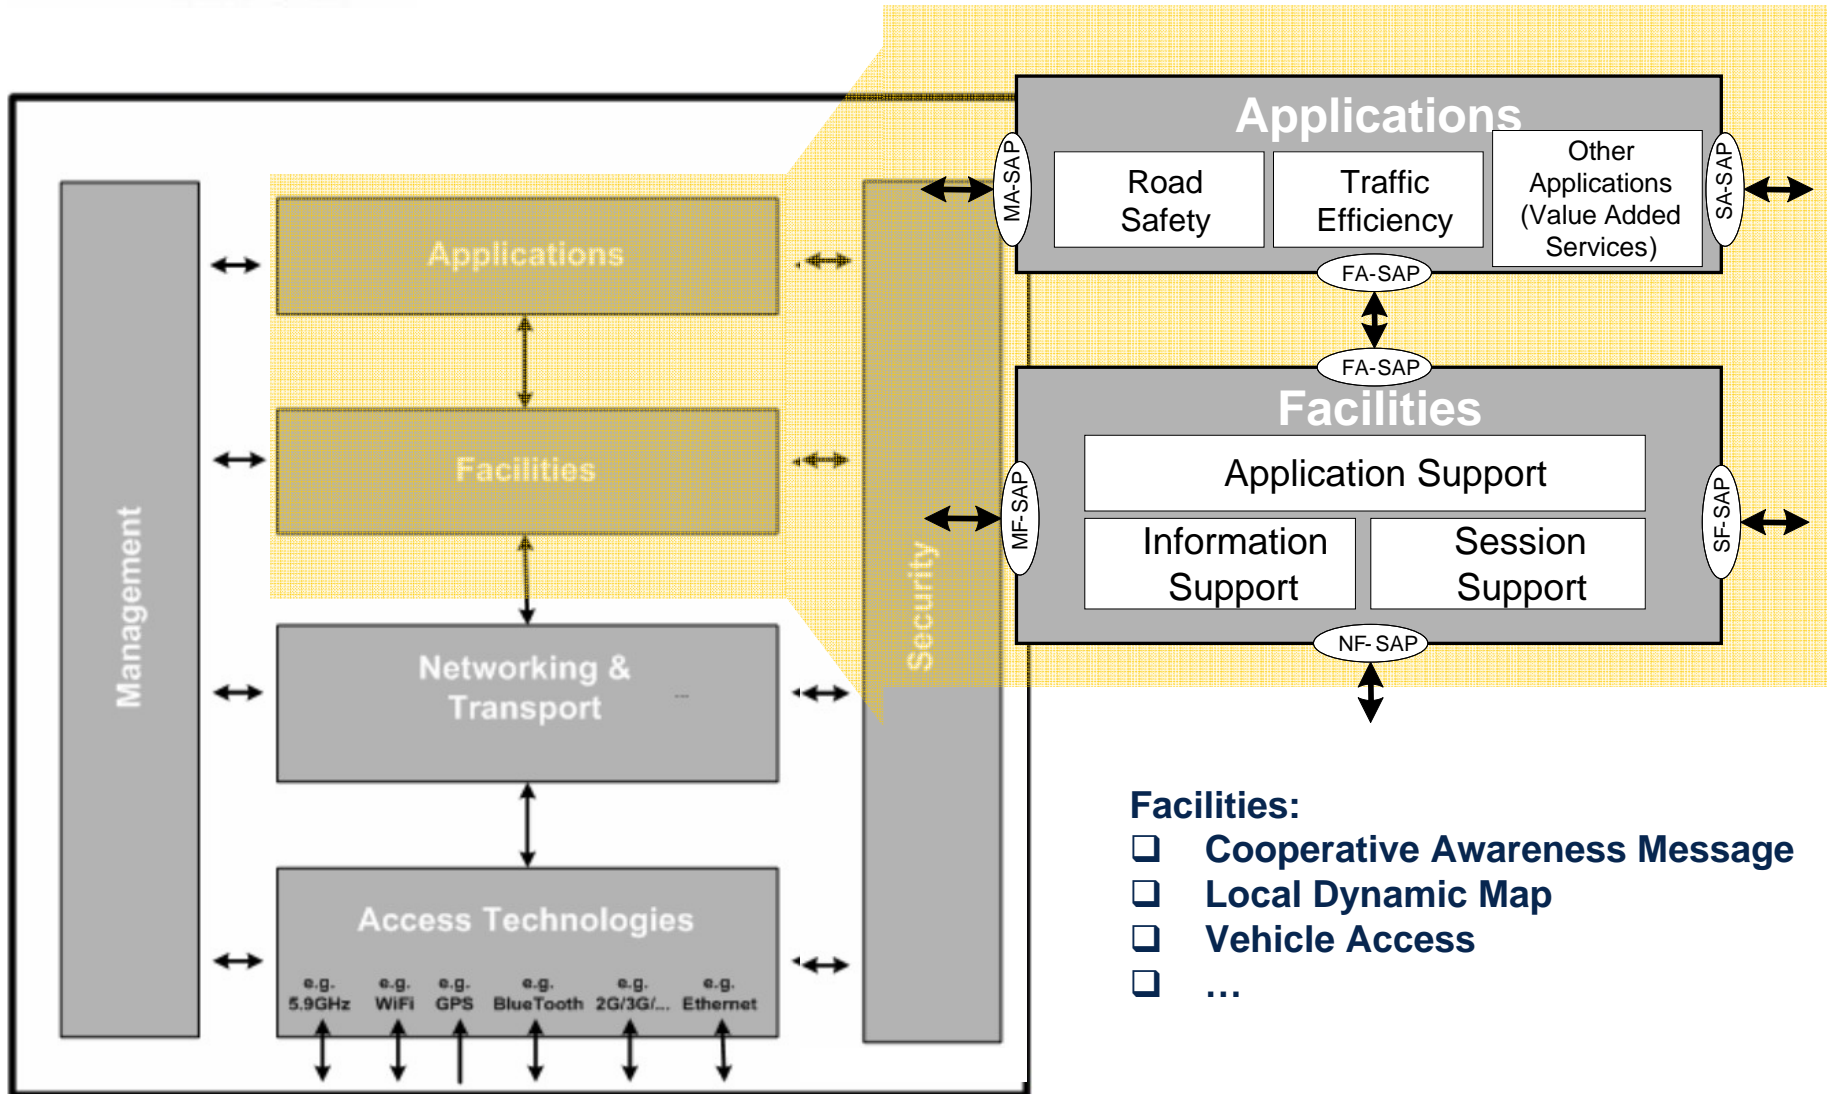 Applications
Road
Safety
Traffic
Efficiency
Other
Applications
(Value Added
Services)
MA-SAP
SA-SAP
FA-SAP
FA-SAP
Facilities
Application Support
Information
Support
Session
Support
MF-SAP
SF-SAP
NF-SAP
Management
Applications
Facilities
Networking &
Transport
...
Access Technologies
e.g.
5.9GHz
e.g.
WiFi
e.g.
GPS
e.g.
BlueTooth
e.g.
2G/3G/...
e.g.
Ethernet
Security
Facilities:
❑ Cooperative Awareness Message
❑ Local Dynamic Map
❑ Vehicle Access
❑ ...